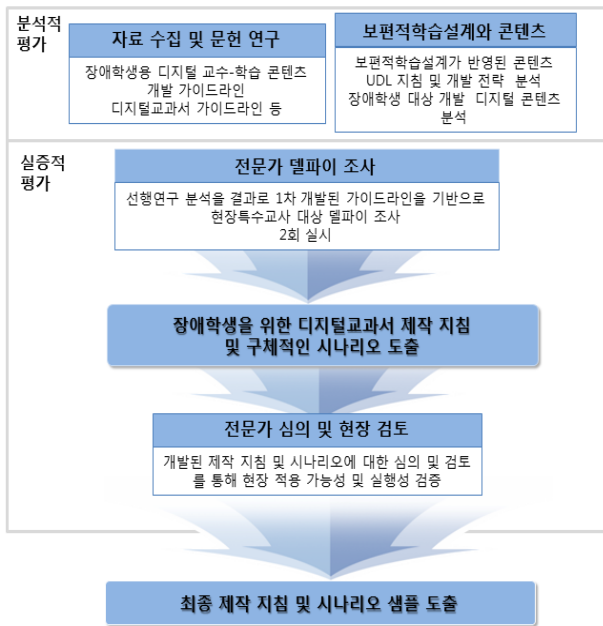 분석적
평가
자료 수집 및 문헌 연구
장애학생용 디지털 교수-학습 콘텐츠
개발 가이드라인
디지털교과서 가이드라인 등
보편적학습설계와 콘텐츠
보편적학습설계가 반영된 콘텐츠
UDL 지침 및 개발 전략 분석
장애학생 대상 개발 디지털 콘텐츠
분석
실증적
평가
전문가 델파이 조사
선행연구 분석을 결과로 1차 개발된 가이드라인을 기반으로
현장특수교사 대상 델파이 조사
2회 실시
장애학생을 위한 디지털교과서 제작 지침
및 구체적인 시나리오 도출
전문가 심의 및 현장 검토
개발된 제작 지침 및 시나리오에 대한 심의 및 검토
를 통해 현장 적용 가능성 및 실행성 검증
최종 제작 지침 및 시나리오 샘플 도출